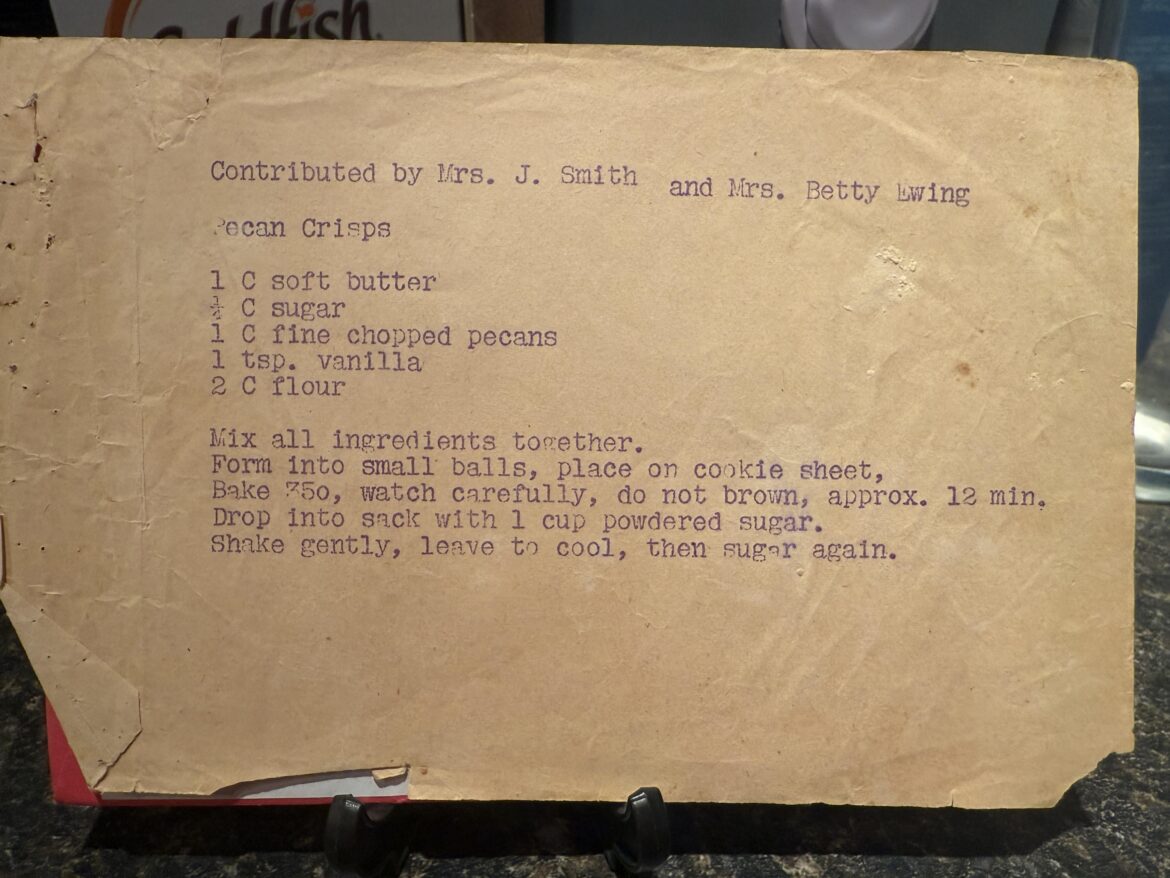 Goldfish
Contributed by Mrs. J. Smith and Mrs. Betty Ewing
Pecan Crisps
1 C soft butter
C sugar
1 C fine chopped pecans
1 tsp. vanilla
2 C flour
Mix all ingredients together.
Form into small balls, place on cookie sheet,
Bake 350, watch carefully, do not brown, approx. 12 min.
Drop into sack with 1 cup powdered sugar.
Shake gently, leave to cool, then sugar again.